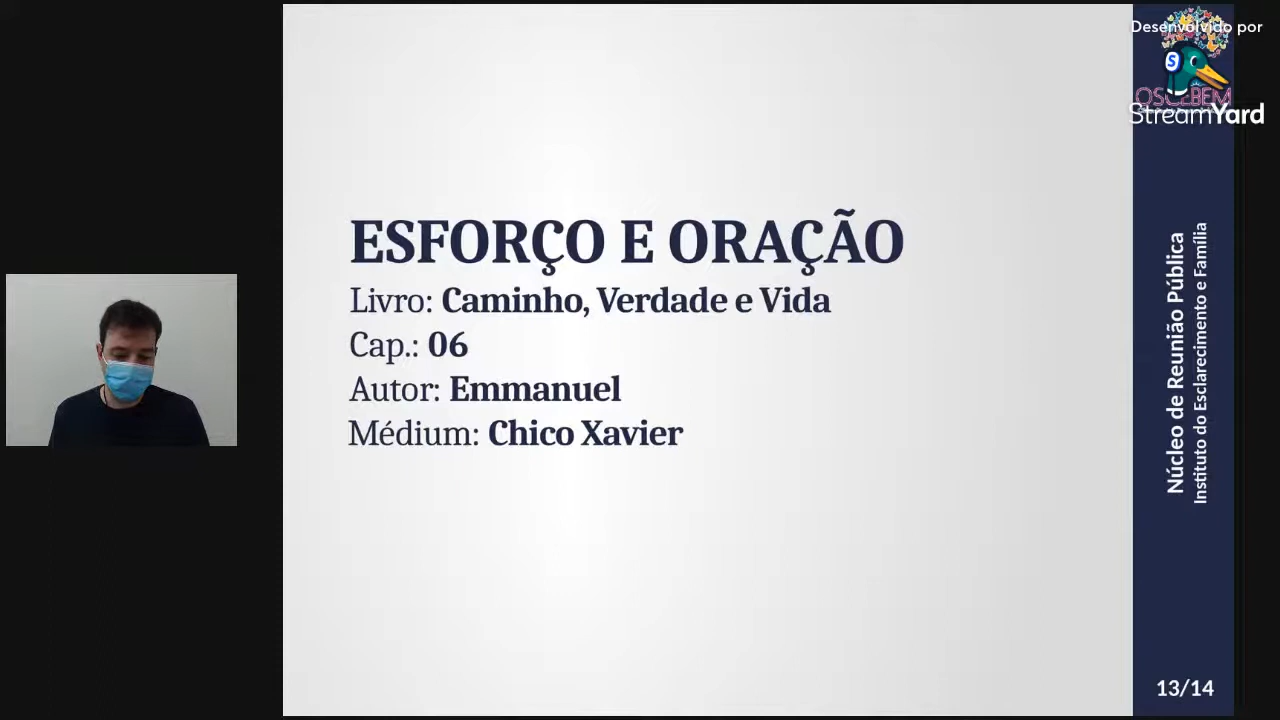 ESFORÇO E ORAÇÃO
Livro: Caminho, Verdade e Vida
Cap.: 06
Autor: Emmanuel
Médium: Chico Xavier
Desenvolvido por
S
OSCEBEM
StreamYard
Núcleo de Reunião Pública
Instituto do Esclarecimento e Família
13/14